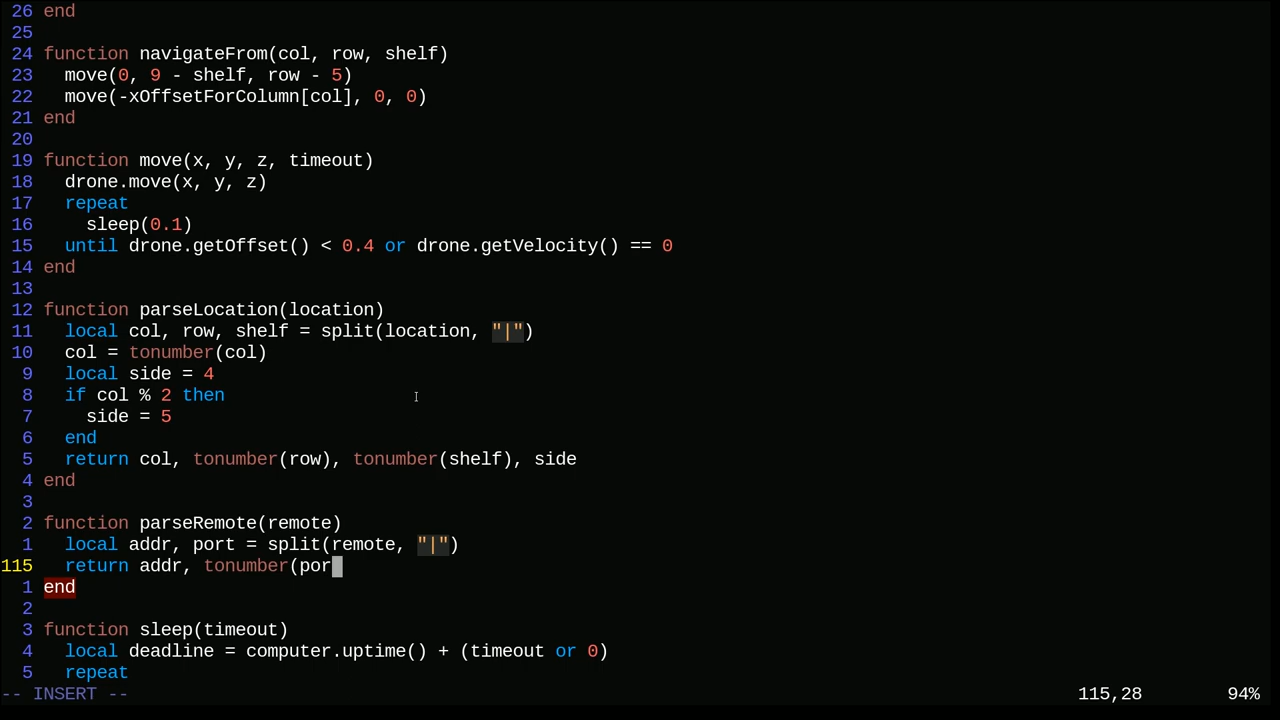 26 end
25
24 function navigateFrom(col, row, shelf)
23   move(0, 9 - shelf, row - 5)
22   move(-xOffsetForColumn[col], 0, 0)
21 end
20
19 function move(x, y, z, timeout)
18   drone.move(x, y, z)
17   repeat
16     sleep(0.1)
15   until drone.getOffset() < 0.4 or drone.getVelocity() == 0
14 end
13
12 function parseLocation(location)
11   local col, row, shelf = split(location, "|")
10   col = tonumber(col)
9   local side = 4
8   if col % 2 then
7     side = 5
6   end
5   return col, tonumber(row), tonumber(shelf), side
4 end
3
2 function parseRemote(remote)
1   local addr, port = split(remote, "|")
115   return addr, tonumber(por
1 end
2
3 function sleep(timeout)
4   local deadline = computer.uptime() + (timeout or 0)
5   repeat
-- INSERT -- 115,28 94%